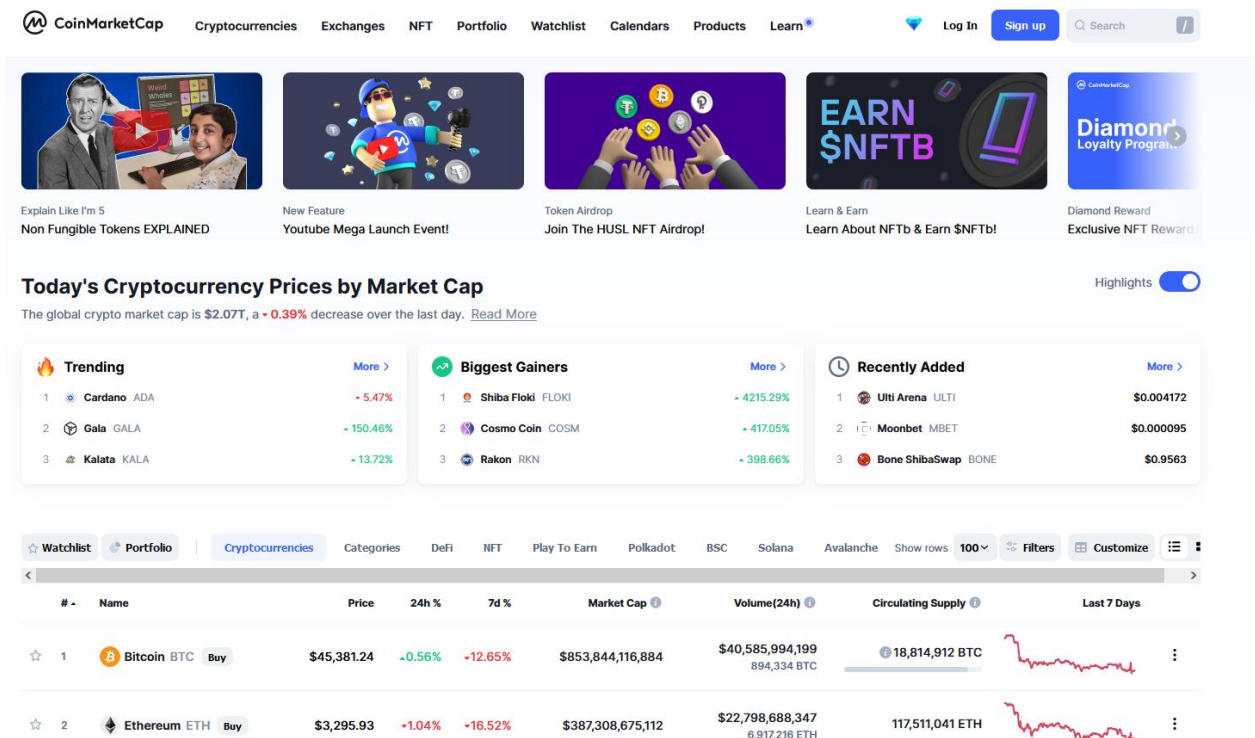 CoinMarketCap Cryptocurrencies Exchanges NFT Portfolio Watchlist Calendars Products Learn Log In Sign up Search /
Weird
Whales
EARN
$NFTB
CoinMarketCap
Diamond
Loyalty Program
Explain Like I'm 5
Non Fungible Tokens EXPLAINED
New Feature
Youtube Mega Launch Event!
Token Airdrop
Join The HUSL NFT Airdrop!
Learn & Earn
Learn About NFTb & Earn $NFTb!
Diamond Reward
Exclusive NFT Rewards
Today's Cryptocurrency Prices by Market Cap
Highlights
The global crypto market cap is $2.07T, a 0.39% decrease over the last day. Read More
Trending More >
1 Cardano ADA 5.47%
2 Gala GALA 150.46%
3 Kalata KALA 13.72%
Biggest Gainers More >
1 Shiba Floki FLOKI 4215.29%
2 Cosmo Coin COSM 417.05%
3 Rakon RKN 398.66%
Recently Added More >
1 Ulti Arena ULTI $0.004172
2 Moonbet MBET $0.000095
3 Bone ShibaSwap BONE $0.9563
Watchlist Portfolio Cryptocurrencies Categories DeFi NFT Play To Earn Polkadot BSC Solana Avalanche Show rows 100 Filters Customize
# Name Price 24h % 7d % Market Cap Volume(24h) Circulating Supply Last 7 Days
1 Bitcoin BTC Buy $45,381.24 0.56% 12.65% $853,844,116,884 $40,585,994,199 18,814,912 BTC
894,334 BTC
2 Ethereum ETH Buy $3,295.93 1.04% 16.52% $387,308,675,112 $22,798,688,347 117,511,041 ETH
6,917,216 ETH